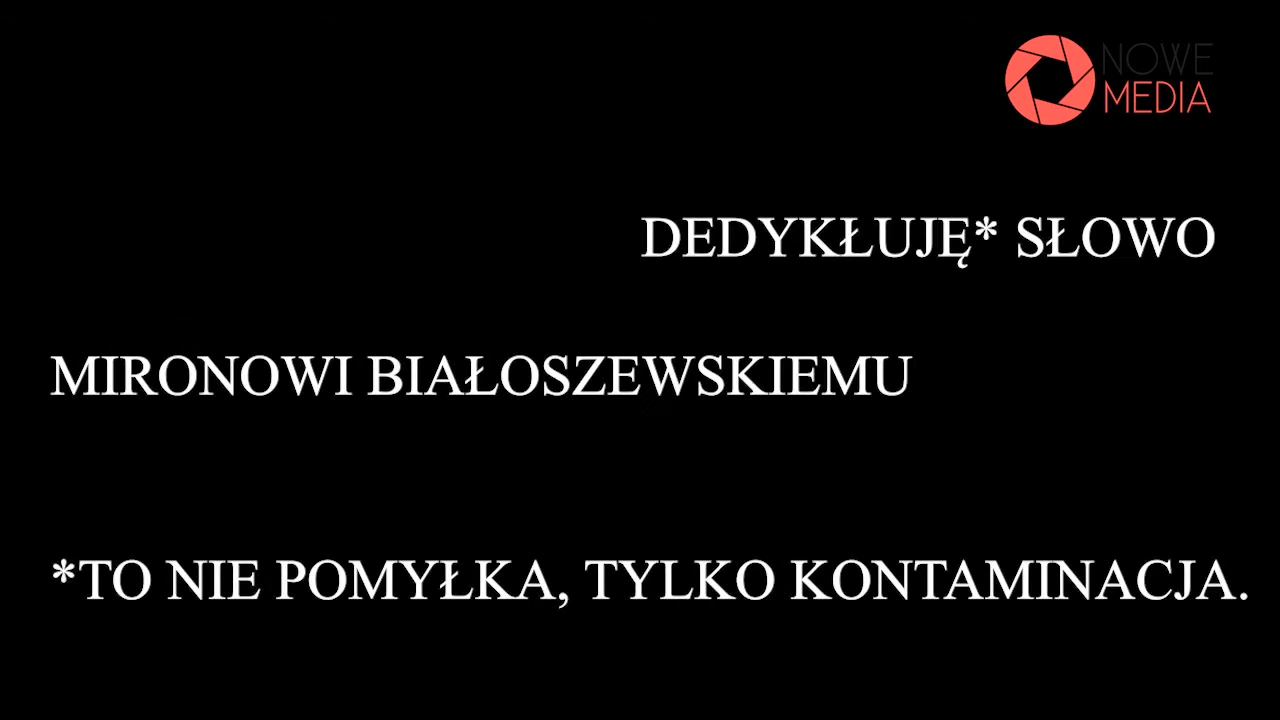 NOWE
MEDIA
DEDYKŁUJĘ* SŁOWO
MIRONOWI BIAŁOSZEWSKIEMU
*TO NIE POMYŁKA, TYLKO KONTAMINACJA.